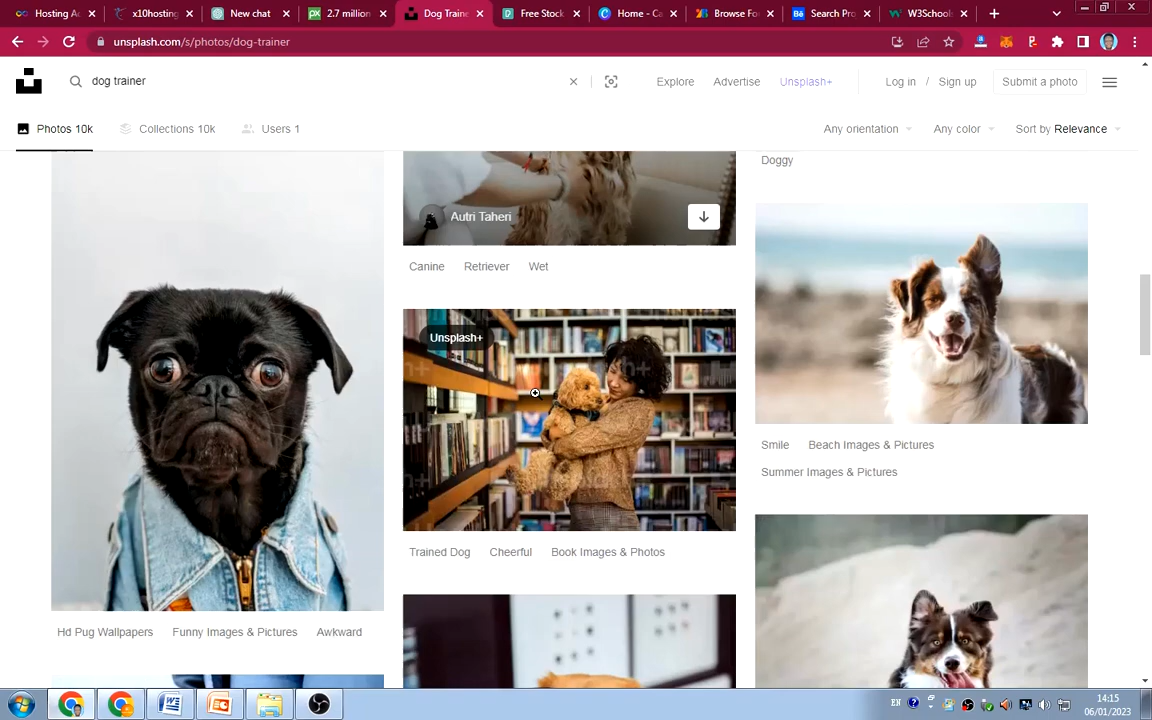 Hosting Ac
x10hosting
New chat
2.7 million
Dog Traine
Free Stock
Home - Ca
Browse Fo
Search Pro
W3Schools
unsplash.com/s/photos/dog-trainer
dog trainer
Explore
Advertise
Unsplash+
Log in / Sign up
Submit a photo
Photos 10k
Collections 10k
Users 1
Any orientation
Any color
Sort by Relevance
Doggy
Autri Taheri
Canine Retriever Wet
Unsplash+
Smile Beach Images & Pictures
Summer Images & Pictures
Trained Dog Cheerful Book Images & Photos
Hd Pug Wallpapers Funny Images & Pictures Awkward
EN
14:15
06/01/2023